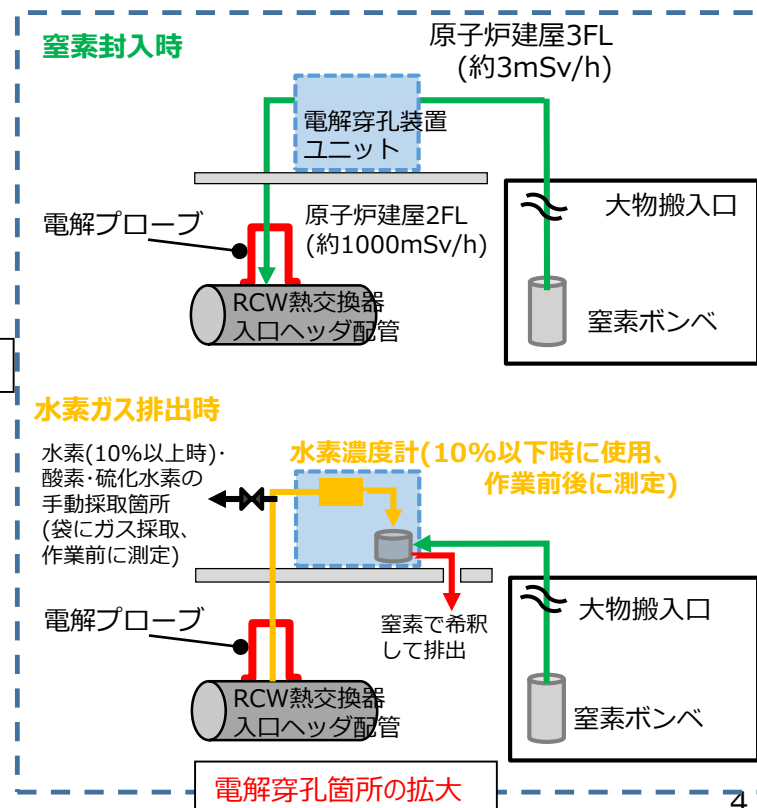 窒素封入時
原子炉建屋3FL
(約3mSv/h)
電解穿孔装置
ユニット
大物搬入口
電解プローブ
原子炉建屋2FL
(約1000mSv/h)
RCW熱交換器
入口ヘッダ配管
窒素ボンベ
水素ガス排出時
水素(10%以上時)・
酸素・硫化水素の
手動採取箇所
(袋にガス採取、
作業前に測定)
水素濃度計(10%以下時に使用、
作業前後に測定)
電解プローブ
窒素で希釈
して排出
大物搬入口
RCW熱交換器
入口ヘッダ配管
窒素ボンベ
電解穿孔箇所の拡大
4